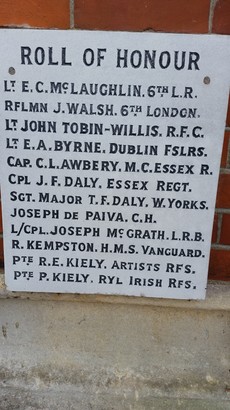 ROLL OF HONOUR
LT E.C. McLAUGHLIN. 6TH L.R.
RFLMN J. WALSH. 6TH LONDON.
LT JOHN TOBIN-WILLIS. R.F.C.
LT E.A. BYRNE. DUBLIN FSLRS.
CAP. C.L. AWBERY, M.C. ESSEX R.
CPL J.F. DALY, ESSEX REGT.
SGT. MAJOR T.F. DALY, W.YORKS.
JOSEPH DE PAIVA, C.H.
L/CPL. JOSEPH McGRATH. L.R.B.
R. KEMPSTON. H.M.S. VANGUARD.
PTE R.E. KIELY. ARTISTS RFS.
PTE P. KIELY. RYL IRISH RFS.